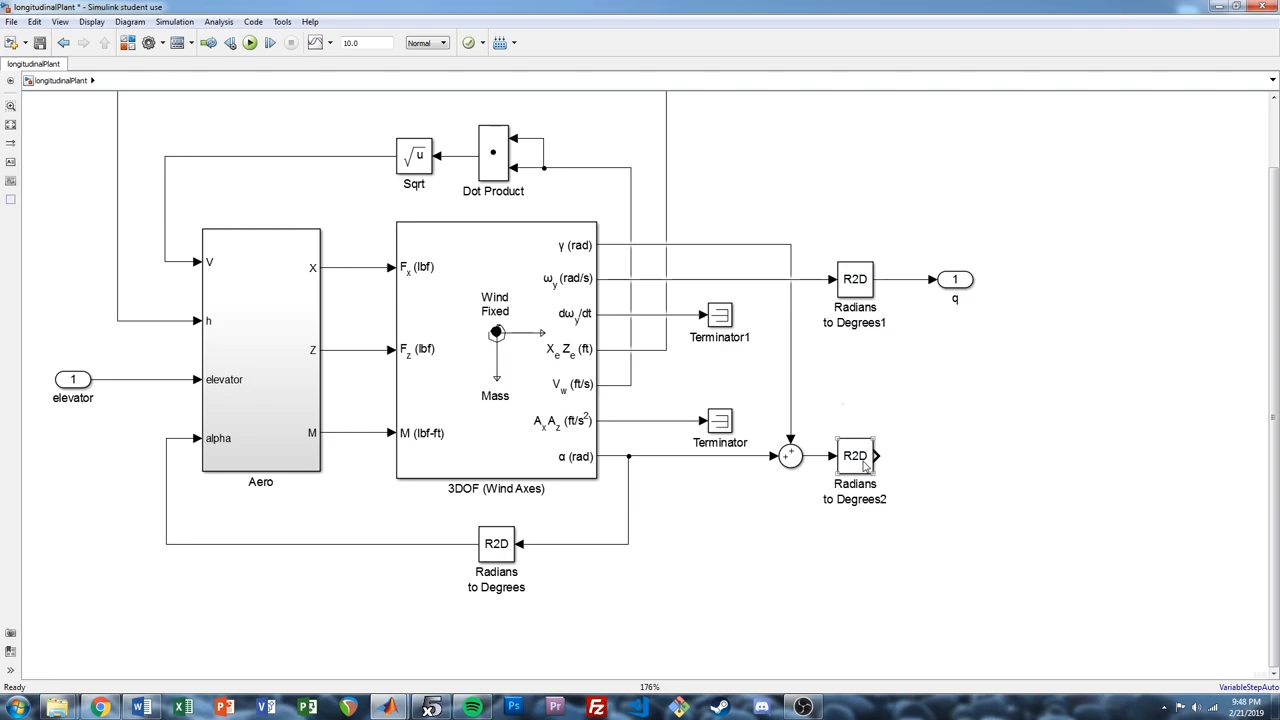 longitudinalPlant * - Simulink student use
File Edit View Display Diagram Simulation Analysis Code Tools Help
10.0 Normal
longitudinalPlant
longitudinalPlant
√u
Sqrt
Dot Product
V
h
elevator
alpha
X
Z
M
Aero
1
elevator
Fx (lbf)
Fz (lbf)
M (lbf-ft)
Wind
Fixed
Mass
γ (rad)
ωy (rad/s)
dωy/dt
Xe Ze (ft)
Vw (ft/s)
Ax Az (ft/s²)
α (rad)
3DOF (Wind Axes)
Terminator1
Terminator
R2D
Radians
to Degrees1
1
q
+
+
R2D
Radians
to Degrees2
R2D
Radians
to Degrees
Ready 176% VariableStepAuto
9:48 PM
2/21/2019